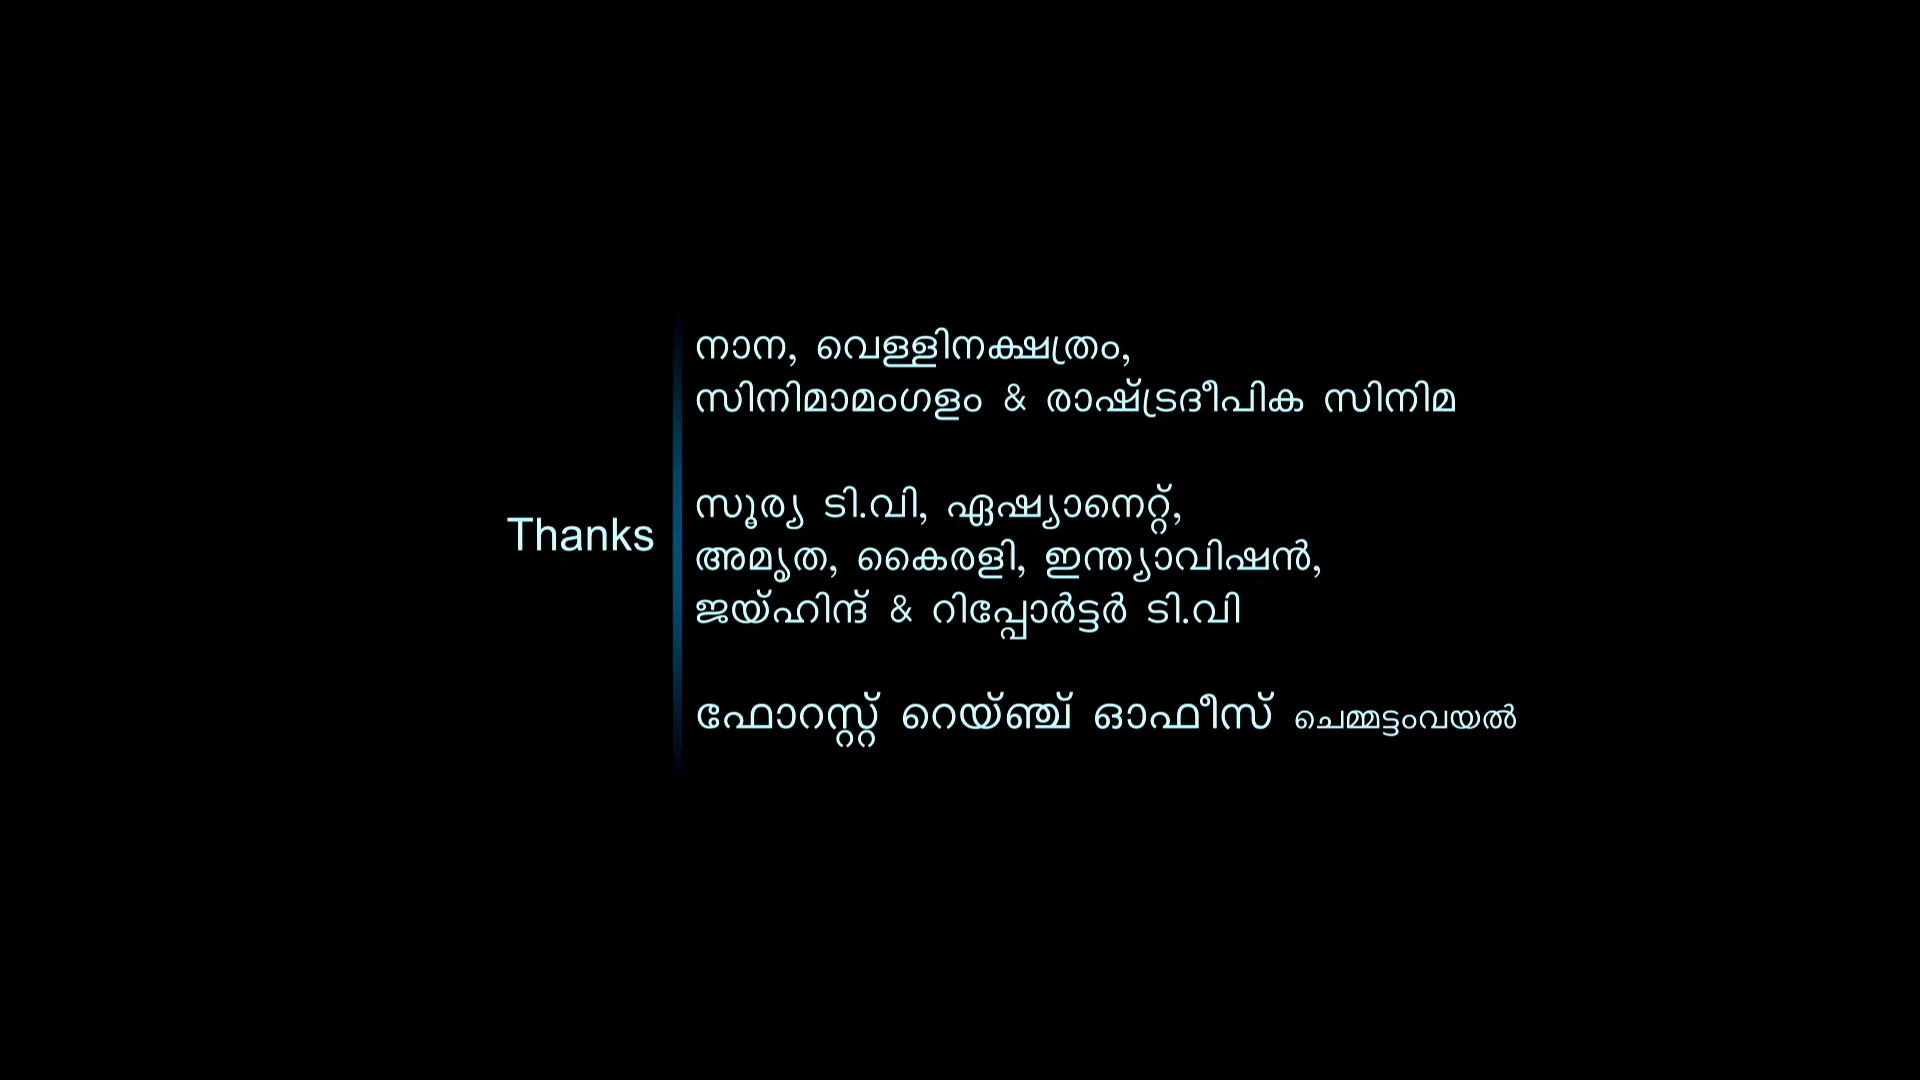 Thanks
നാന, വെള്ളിനക്ഷത്രം,
സിനിമാമംഗളം & രാഷ്ട്രദീപിക സിനിമ
സൂര്യ ടി.വി, ഏഷ്യാനെറ്റ്,
അമൃത, കൈരളി, ഇന്ത്യാവിഷൻ,
ജയ്ഹിന്ദ് & റിപ്പോർട്ടർ ടി.വി
ഫോറസ്റ്റ് റെയ്ഞ്ച് ഓഫീസ് ചെമ്മട്ടംവയൽ